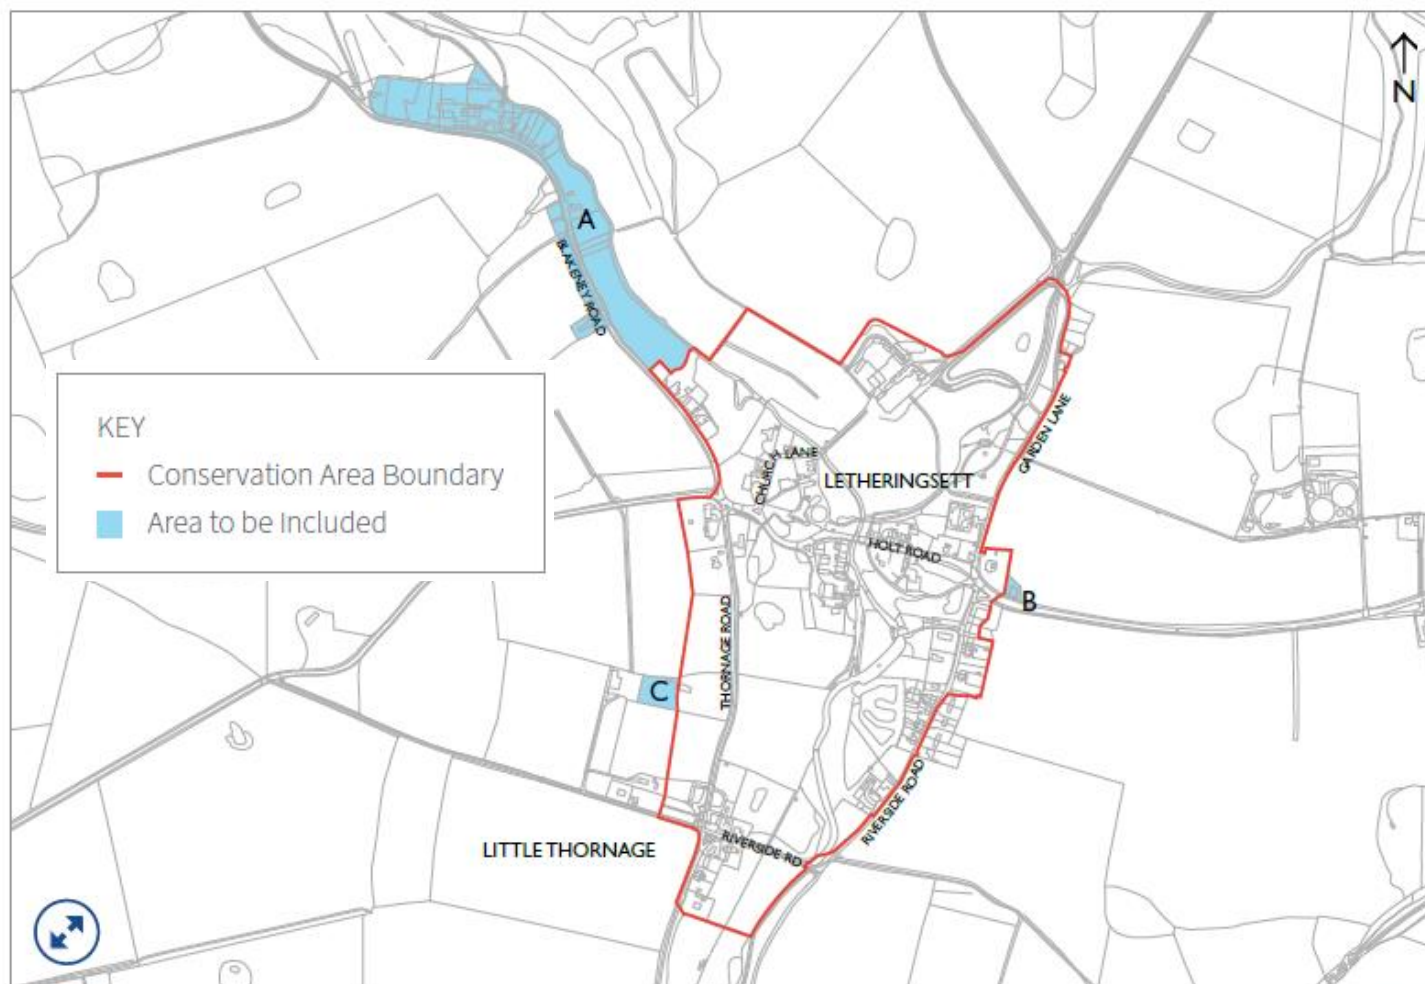 N
A
BLAKENEY ROAD
KEY
Conservation Area Boundary
Area to be Included
GARDEN LANE
CHURCH LANE
LETHERINGSETT
HOLT ROAD
B
THORNAGE ROAD
C
RIVERSIDE ROAD
RIVERSIDE RD
LITTLE THORNAGE